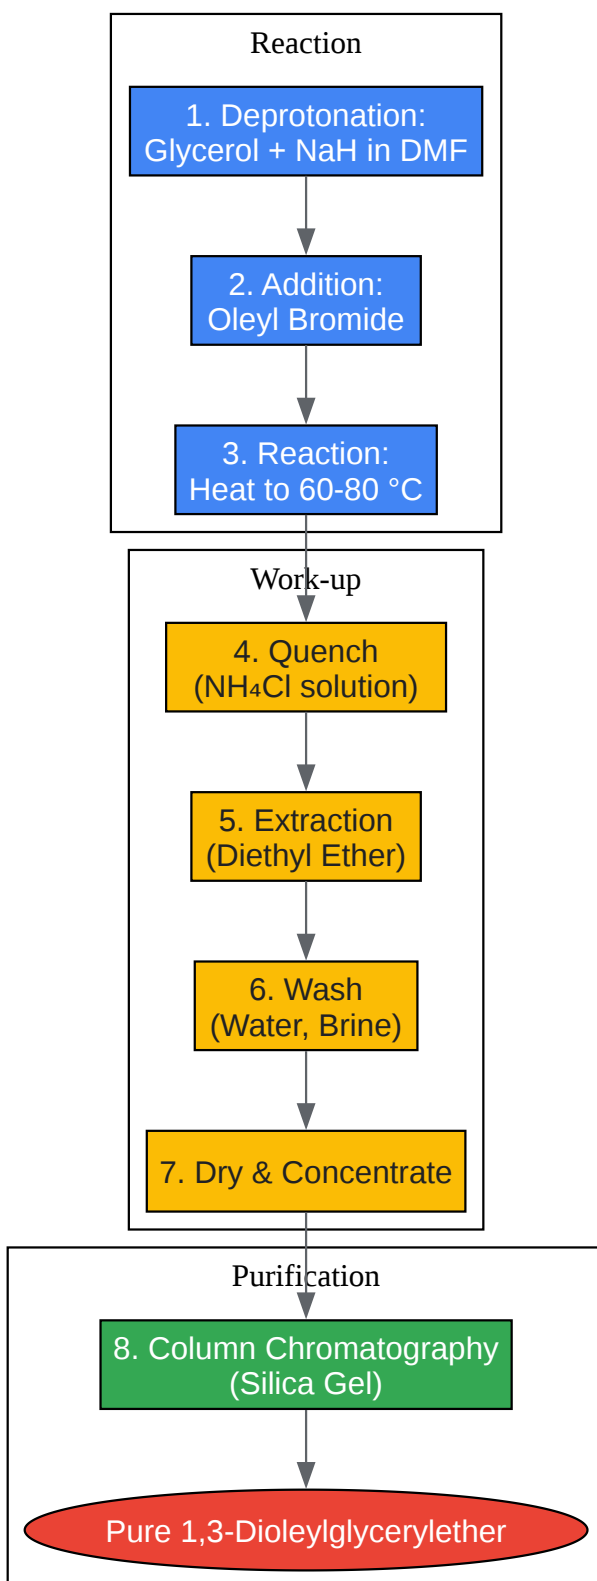 Reaction
1. Deprotonation:
Glycerol + NaH in DMF
2. Addition:
Oleyl Bromide
3. Reaction:
Heat to 60-80 °C
Work-up
4. Quench
(NH₄Cl solution)
5. Extraction
(Diethyl Ether)
6. Wash
(Water, Brine)
7. Dry & Concentrate
Purification
8. Column Chromatography
(Silica Gel)
Pure 1,3-Dioleylglycerylether